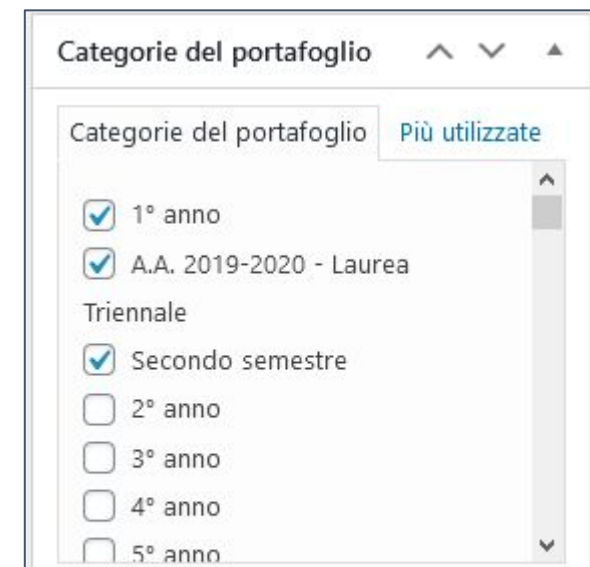 Categorie del portafoglio
Categorie del portafoglio Più utilizzate
1° anno
A.A. 2019-2020 - Laurea
Triennale
Secondo semestre
2° anno
3° anno
4° anno
5° anno